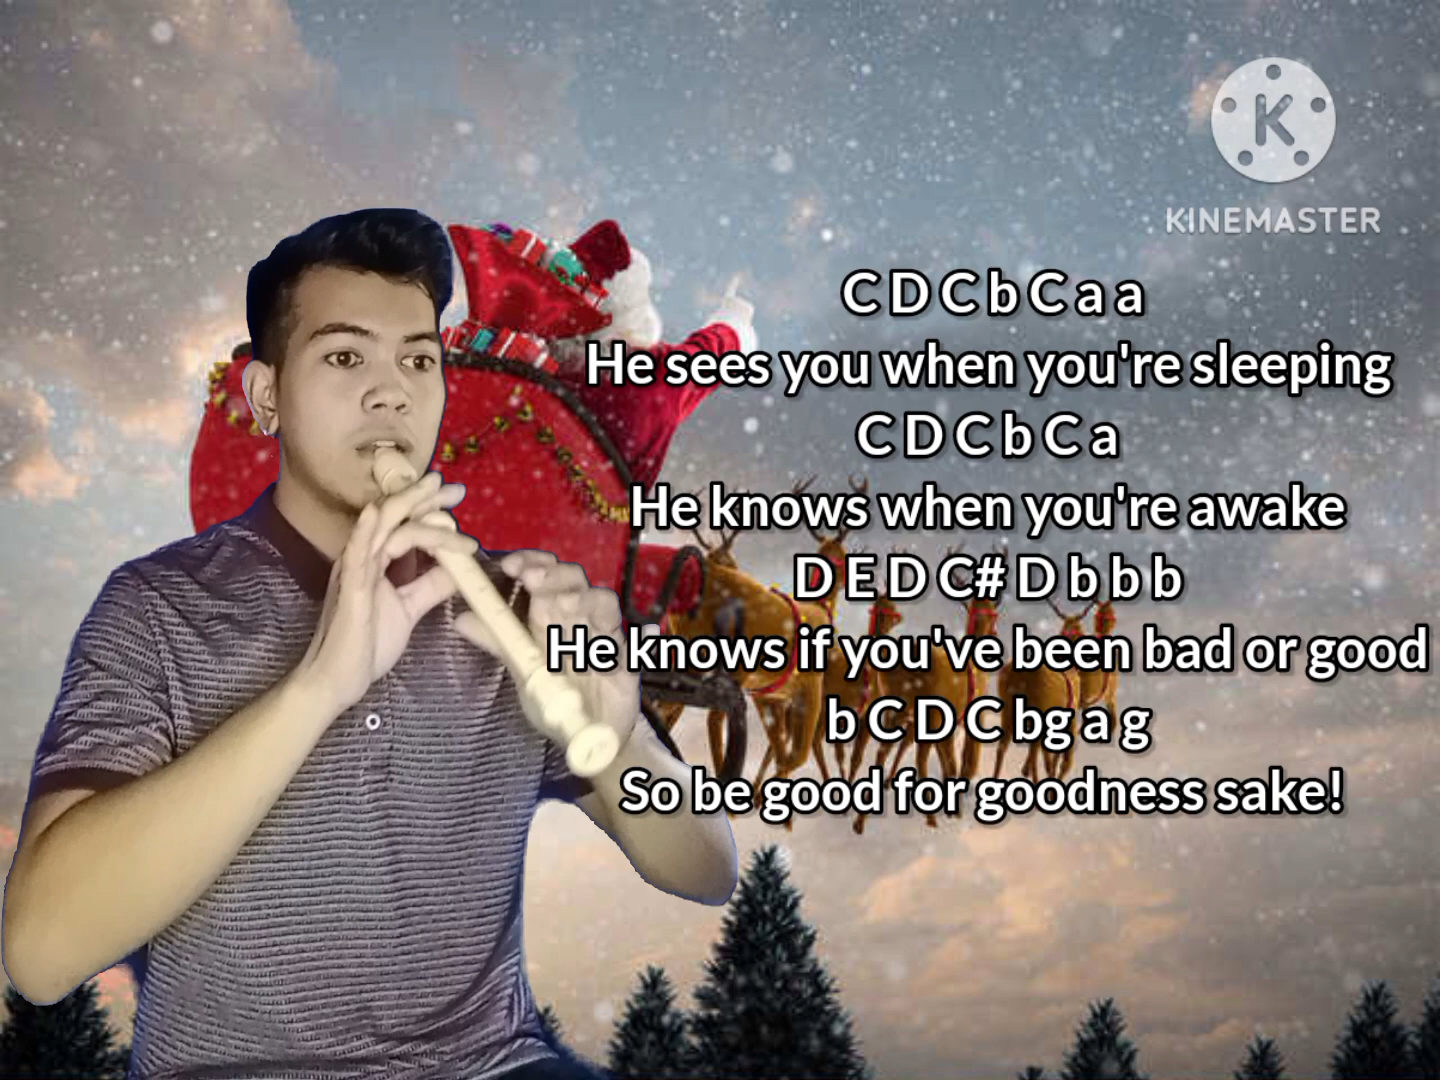 KINEMASTER
C D C b C a a
He sees you when you're sleeping
C D C b C a
He knows when you're awake
D E D C# D b b b
He knows if you've been bad or good
b C D C bg a g
So be good for goodness sake!